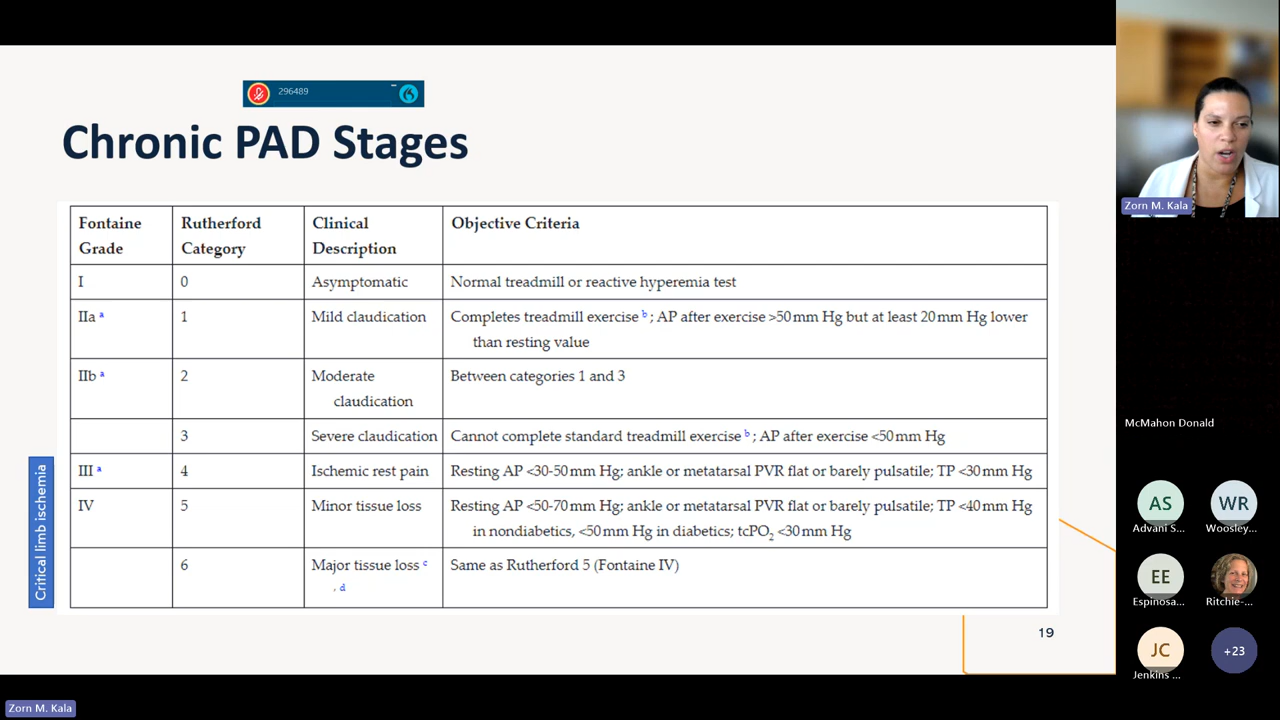 296489
Chronic PAD Stages
Fontaine Grade
Rutherford Category
Clinical Description
Objective Criteria
I
0
Asymptomatic
Normal treadmill or reactive hyperemia test
IIa a
1
Mild claudication
Completes treadmill exercise b ; AP after exercise >50 mm Hg but at least 20 mm Hg lower
than resting value
IIb a
2
Moderate
claudication
Between categories 1 and 3
3
Severe claudication
Cannot complete standard treadmill exercise b ; AP after exercise <50 mm Hg
III a
4
Ischemic rest pain
Resting AP <30-50 mm Hg; ankle or metatarsal PVR flat or barely pulsatile; TP <30 mm Hg
IV
5
Minor tissue loss
Resting AP <50-70 mm Hg; ankle or metatarsal PVR flat or barely pulsatile; TP <40 mm Hg
in nondiabetics, <50 mm Hg in diabetics; tcPO2 <30 mm Hg
6
Major tissue loss c
, d
Same as Rutherford 5 (Fontaine IV)
Critical limb ischemia
19
Zorn M. Kala
McMahon Donald
AS
Advani S...
WR
Woosley...
EE
Espinosa...
Ritchie-...
JC
Jenkins ...
+23
Zorn M. Kala